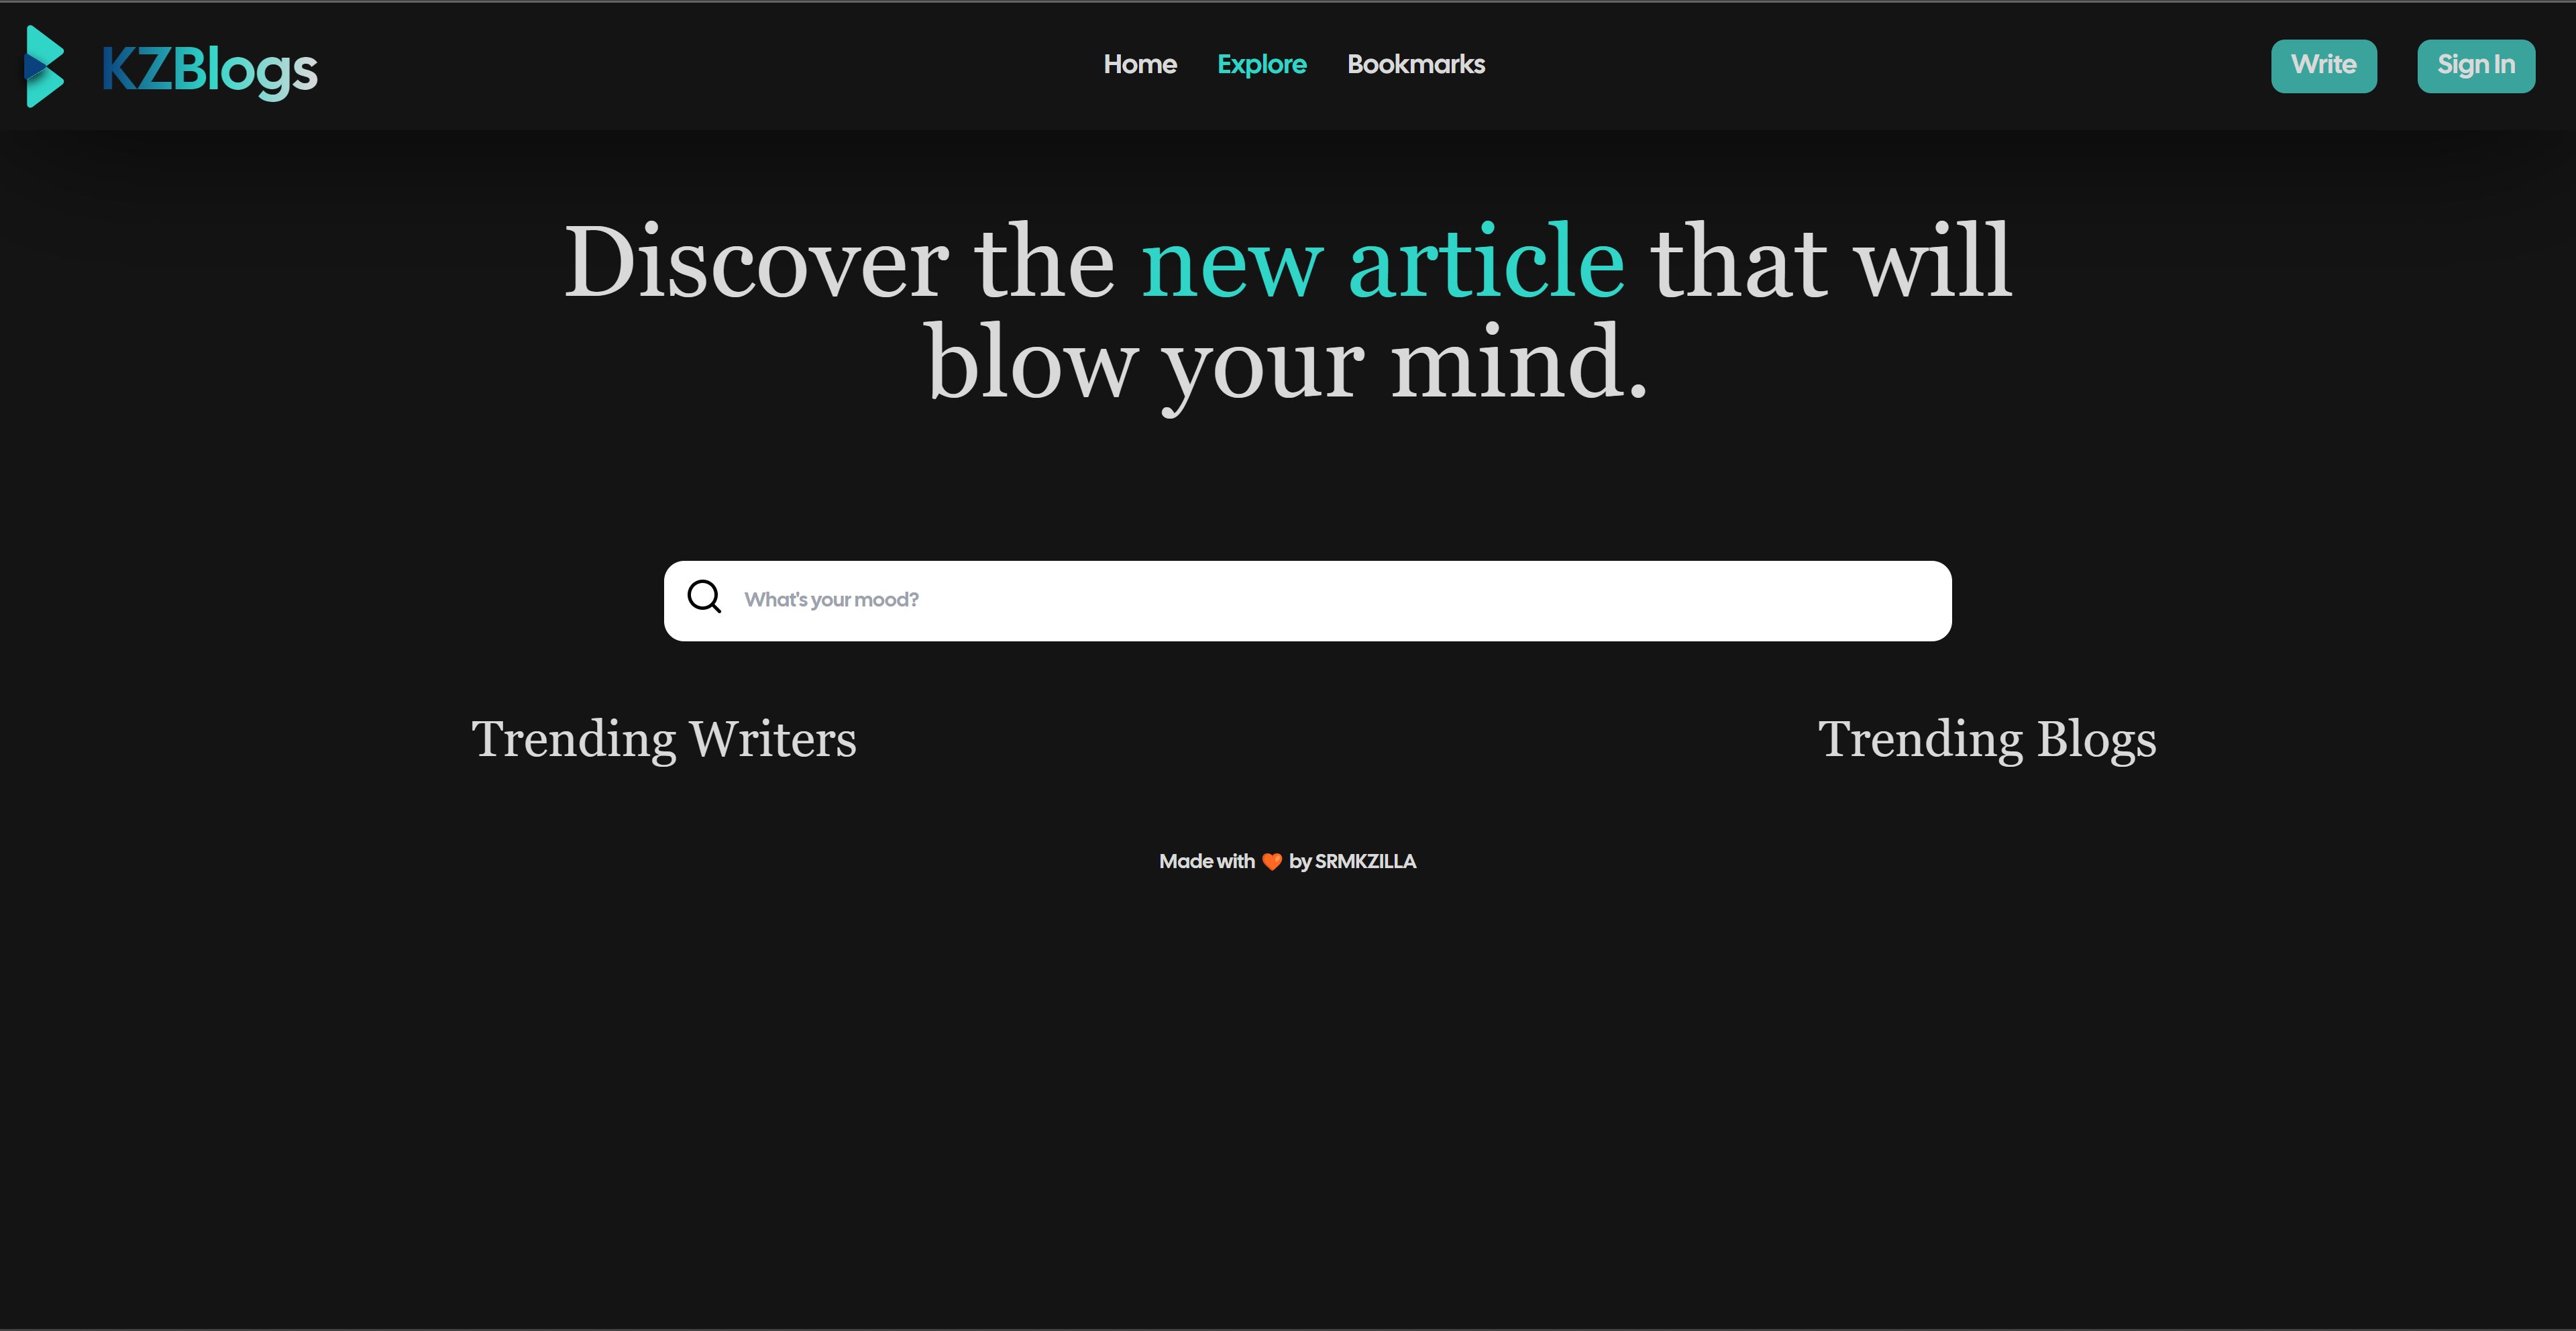 KZBlogs
Home Explore Bookmarks
Write Sign In
Discover the new article that will
blow your mind.
What's your mood?
Trending Writers Trending Blogs
Made with 🧡 by SRMKZILLA